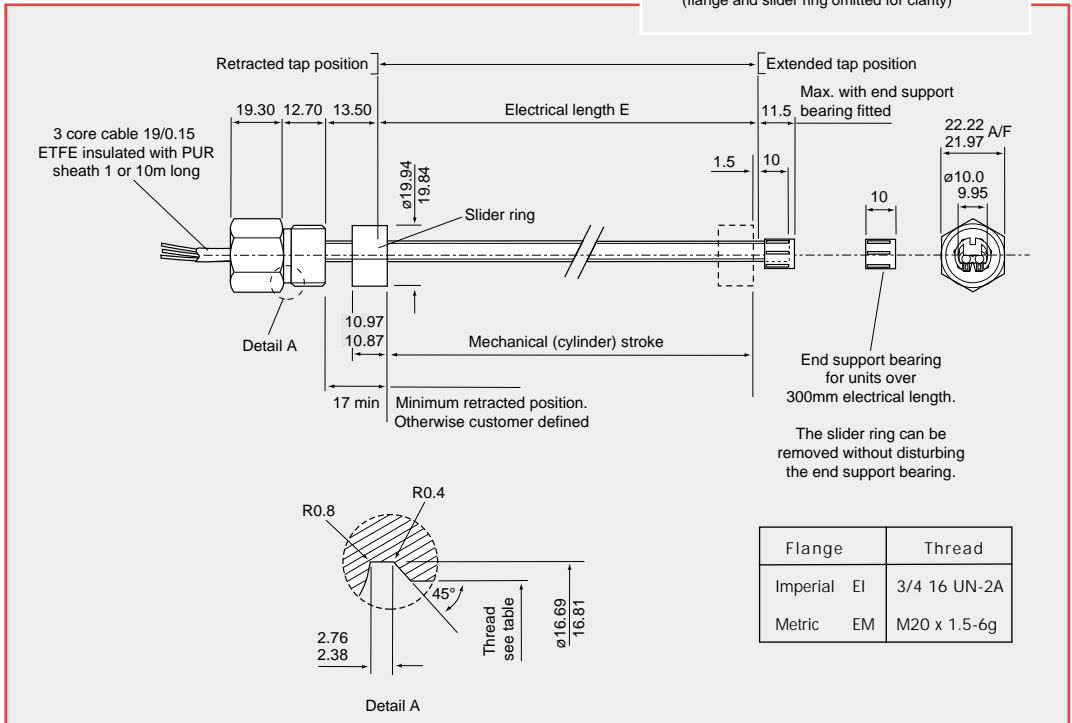 (flange and slider ring omitted for clarity)
Retracted tap position
Extended tap position
19.30
12.70
13.50
Electrical length E
11.5
Max. with end support
bearing fitted
3 core cable 19/0.15
ETFE insulated with PUR
sheath 1 or 10m long
ø19.94
19.84
Slider ring
1.5
10
10
22.22
21.97
A/F
ø10.0
9.95
Detail A
10.97
10.87
Mechanical (cylinder) stroke
17 min
Minimum retracted position.
Otherwise customer defined
End support bearing
for units over
300mm electrical length.
The slider ring can be
removed without disturbing
the end support bearing.
R0.8
R0.4
45°
Thread
see table
ø16.69
16.81
2.76
2.38
Detail A
Flange Thread
Imperial EI 3/4 16 UN-2A
Metric EM M20 x 1.5-6g